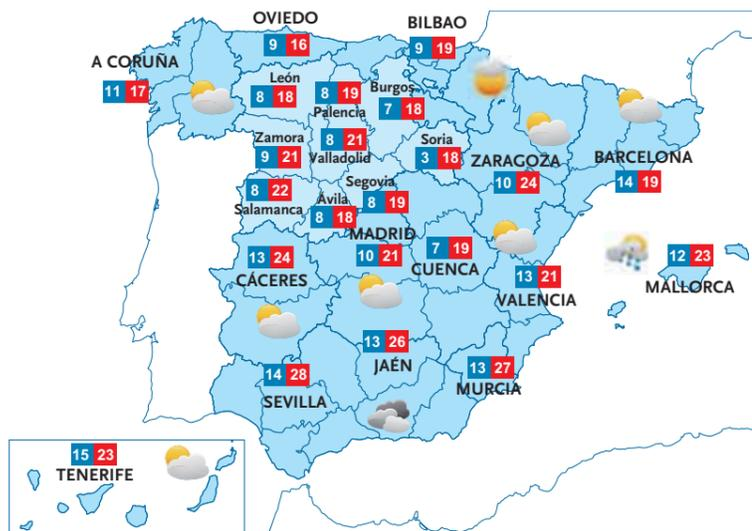 OVIEDO
9 16
BILBAO
9 19
A CORUÑA
11 17
León
8 18
8 19
Palencia
Burgos
7 18
Zamora
9 21
8 21
Valladolid
Soria
3 18
ZARAGOZA
10 24
BARCELONA
14 19
8 22
Salamanca
Ávila
8 18
Segovia
8 19
MADRID
10 21
7 19
CUENCA
13 24
CÁCERES
13 21
VALENCIA
12 23
MALLORCA
13 26
JAÉN
14 28
SEVILLA
13 27
MURCIA
15 23
TENERIFE